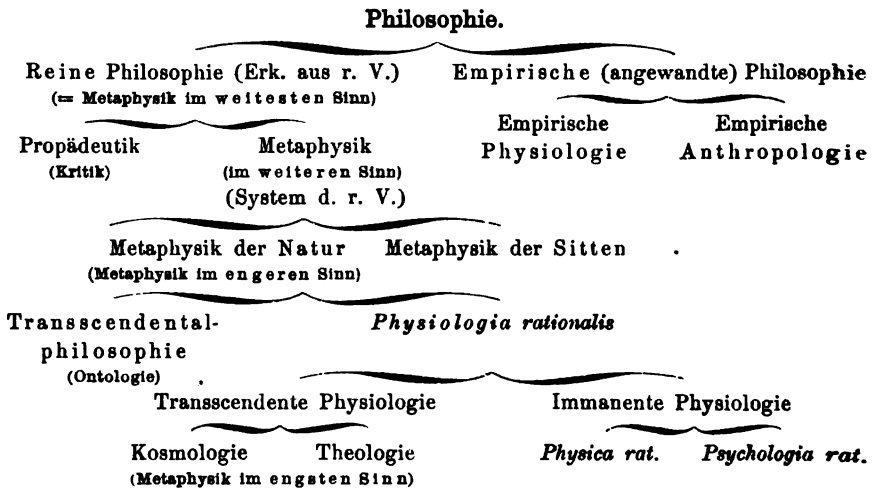 Philosophie.
Reine Philosophie (Erk. aus r. V.) Empirische (angewandte) Philosophie
(= Metaphysik im weitesten Sinn)
Propädeutik Metaphysik Empirische Empirische
(Kritik) (im weiteren Sinn) Physiologie Anthropologie
(System d. r. V.)
Metaphysik der Natur Metaphysik der Sitten
(Metaphysik im engeren Sinn)
Transscendental- Physiologia rationalis
philosophie
(Ontologie)
Transscendente Physiologie Immanente Physiologie
Kosmologie Theologie Physica rat. Psychologia rat.
(Metaphysik im engsten Sinn)